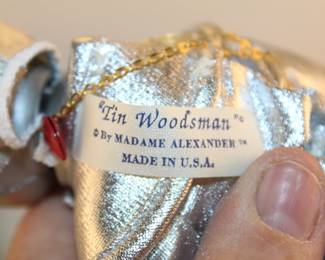 "Tin Woodsman"©
© By MADAME ALEXANDER™
MADE IN U.S.A.